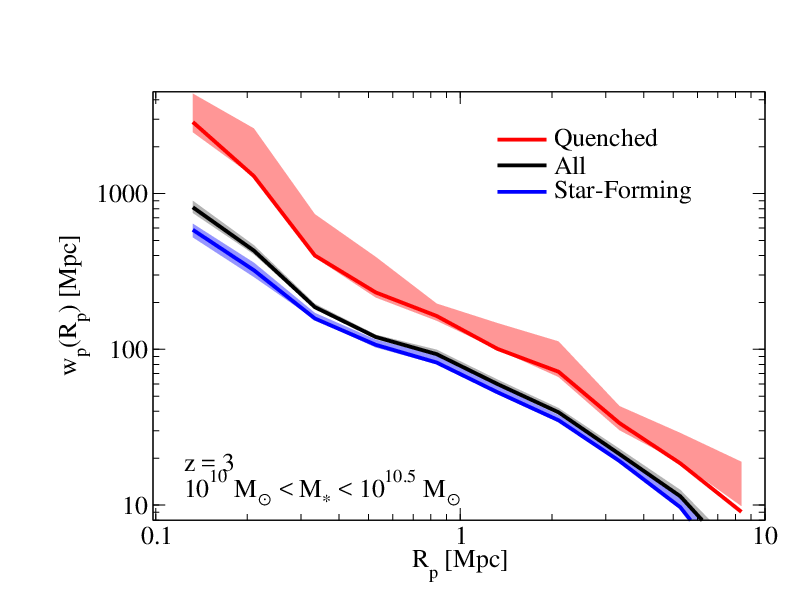 Quenched
All
Star-Forming
1000
100
10
w_p(R_p) [Mpc]
z = 3
10^10 M_⊙ < M_* < 10^10.5 M_⊙
0.1 1 10
R_p [Mpc]